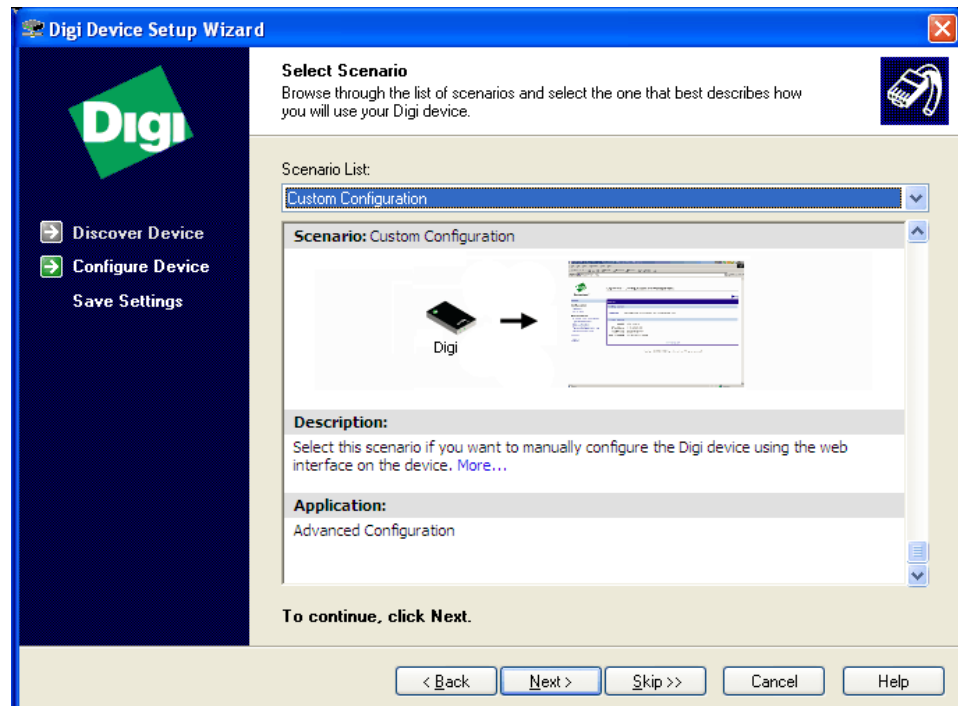 Digi Device Setup Wizard
Select Scenario
Browse through the list of scenarios and select the one that best describes how
you will use your Digi device.
DIGI
Discover Device
Configure Device
Save Settings
Scenario List:
Custom Configuration
Scenario: Custom Configuration
Digi
Description:
Select this scenario if you want to manually configure the Digi device using the web
interface on the device. More...
Application:
Advanced Configuration
To continue, click Next.
< Back
Next >
Skip >>
Cancel
Help